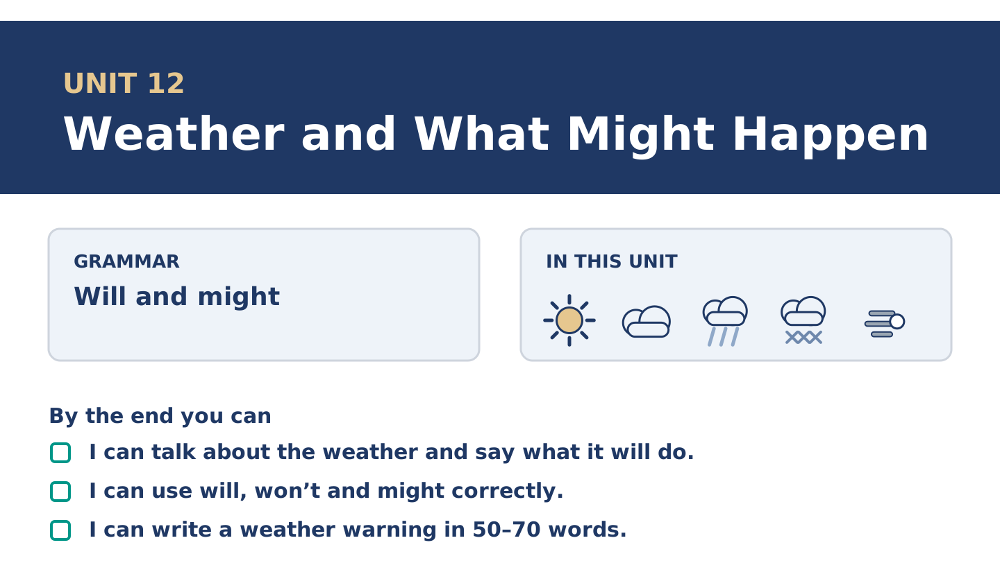 UNIT 12
Weather and What Might Happen
GRAMMAR
Will and might
IN THIS UNIT
By the end you can
I can talk about the weather and say what it will do.
I can use will, won’t and might correctly.
I can write a weather warning in 50–70 words.